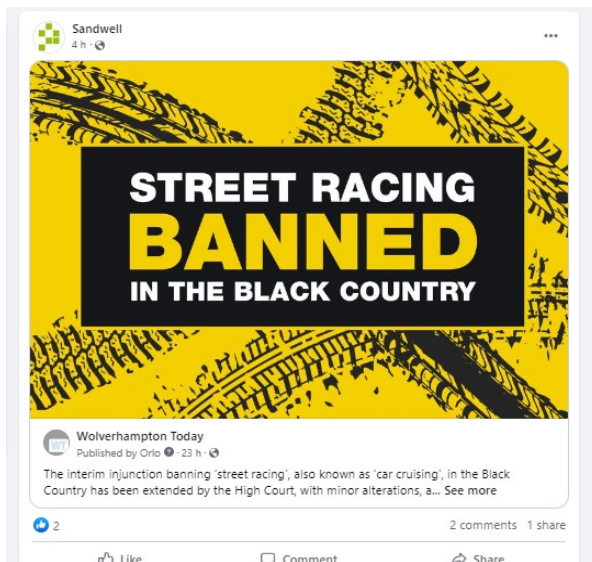 Sandwell
4 h ·
STREET RACING
BANNED
IN THE BLACK COUNTRY
WT
Wolverhampton Today
Published by Orlo · 23 h ·
The interim injunction banning 'street racing', also known as 'car cruising', in the Black
Country has been extended by the High Court, with minor alterations, a... See more
2
2 comments 1 share
Like Comment Share